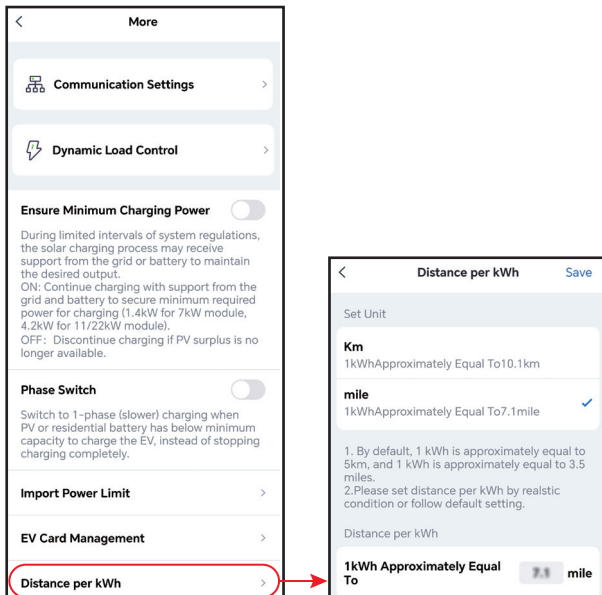 More
Communication Settings
Dynamic Load Control
Ensure Minimum Charging Power
During limited intervals of system regulations,
the solar charging process may receive
support from the grid or battery to maintain
the desired output.
ON: Continue charging with support from the
grid and battery to secure minimum required
power for charging (1.4kW for 7kW module,
4.2kW for 11/22kW module).
OFF: Discontinue charging if PV surplus is no
longer available.
Phase Switch
Switch to 1-phase (slower) charging when
PV or residential battery has below minimum
capacity to charge the EV, instead of stopping
charging completely.
Import Power Limit
EV Card Management
Distance per kWh
Distance per kWh
Save
Set Unit
Km
1kWhApproximately Equal To10.1km
mile
1kWhApproximately Equal To7.1mile
1. By default, 1 kWh is approximately equal to
5km, and 1 kWh is approximately equal to 3.5
miles.
2.Please set distance per kWh by realstic
condition or follow default setting.
Distance per kWh
1kWh Approximately Equal
To
mile